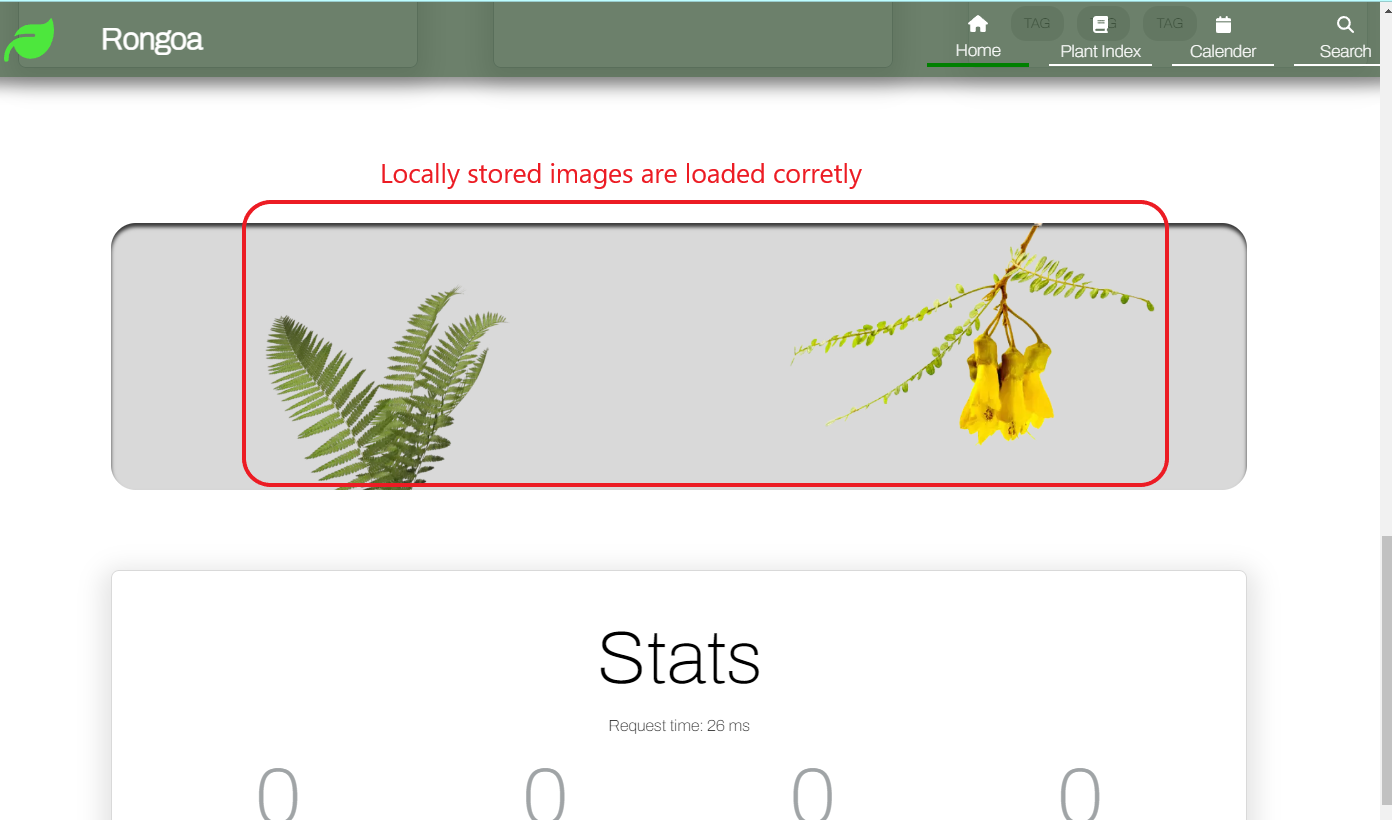 Rongoa
TAG TAG TAG
Home Plant Index Calender Search
Locally stored images are loaded corretly
Stats
Request time: 26 ms
0 0 0 0